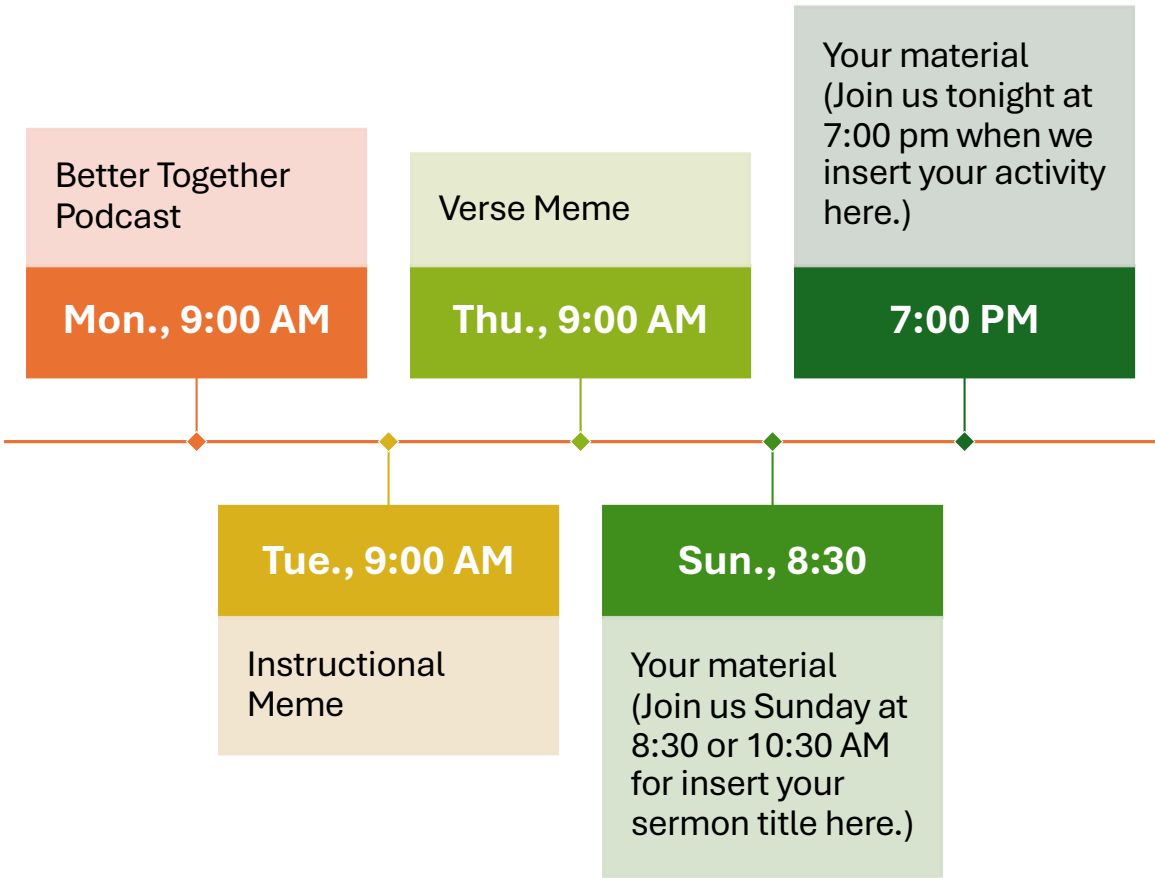 Better Together
Podcast
Mon., 9:00 AM
Tue., 9:00 AM
Instructional
Meme
Verse Meme
Thu., 9:00 AM
Sun., 8:30
Your material
(Join us Sunday at
8:30 or 10:30 AM
for insert your
sermon title here.)
Your material
(Join us tonight at
7:00 pm when we
insert your activity
here.)
7:00 PM